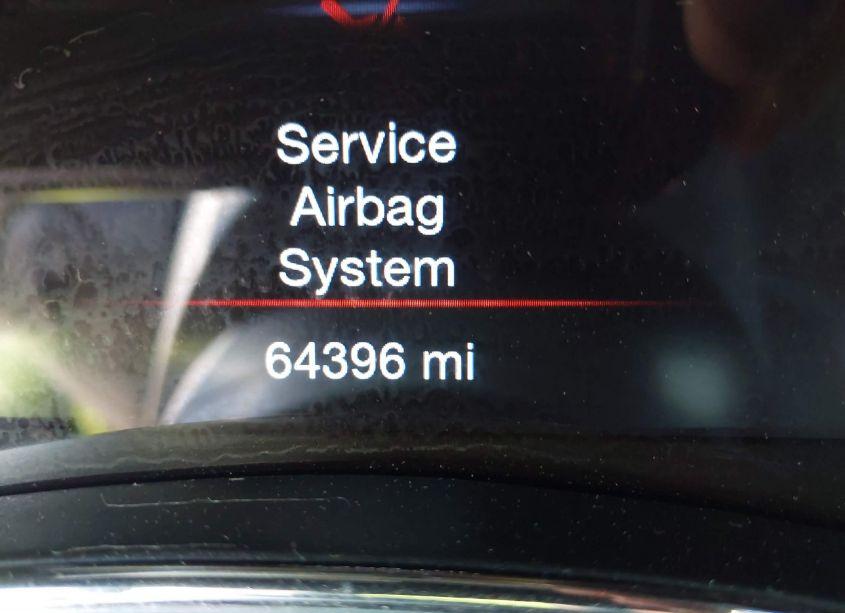 Service
Airbag
System
64396 mi